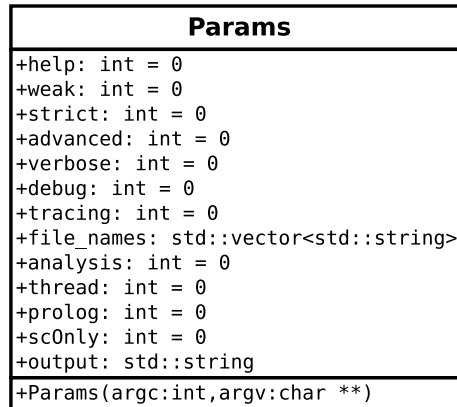 Params
+help: int = 0
+weak: int = 0
+strict: int = 0
+advanced: int = 0
+verbose: int = 0
+debug: int = 0
+tracing: int = 0
+file_names: std::vector<std::string>
+analysis: int = 0
+thread: int = 0
+prolog: int = 0
+scOnly: int = 0
+output: std::string
+Params(argc:int,argv:char **)